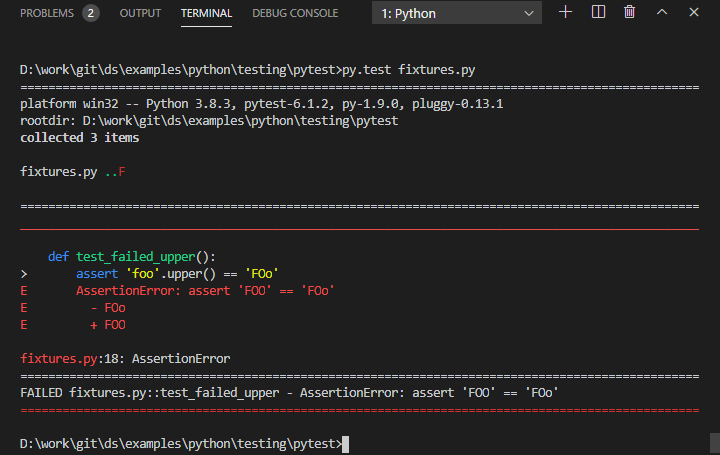 PROBLEMS 2 OUTPUT TERMINAL DEBUG CONSOLE 1: Python
D:\work\git\ds\examples\python\testing\pytest>py.test fixtures.py
=================================================================================================
platform win32 -- Python 3.8.3, pytest-6.1.2, py-1.9.0, pluggy-0.13.1
rootdir: D:\work\git\ds\examples\python\testing\pytest
collected 3 items
fixtures.py ..F
=================================================================================================
_________________________________________________________________________________________________
    def test_failed_upper():
>       assert 'foo'.upper() == 'FOo'
E       AssertionError: assert 'FOO' == 'FOo'
E         - FOo
E         + FOO
fixtures.py:18: AssertionError
=================================================================================================
FAILED fixtures.py::test_failed_upper - AssertionError: assert 'FOO' == 'FOo'
=================================================================================================
D:\work\git\ds\examples\python\testing\pytest>